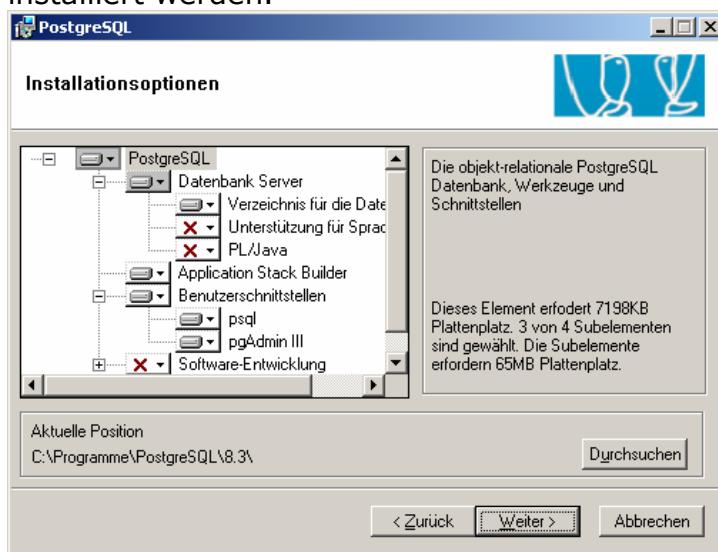 installiert werden.
PostgreSQL
Installationsoptionen
PostgreSQL
Datenbank Server
Verzeichnis für die Date
Unterstützung für Sprac
PL/Java
Application Stack Builder
Benutzerschnittstellen
psql
pgAdmin III
Software-Entwicklung
Die objekt-relationale PostgreSQL
Datenbank, Werkzeuge und
Schnittstellen
Dieses Element erfodert 7198KB
Plattenplatz. 3 von 4 Subelementen
sind gewählt. Die Subelemente
erfordern 65MB Plattenplatz.
Aktuelle Position
C:\Programme\PostgreSQL\8.3\
Durchsuchen
< Zurück
Weiter >
Abbrechen